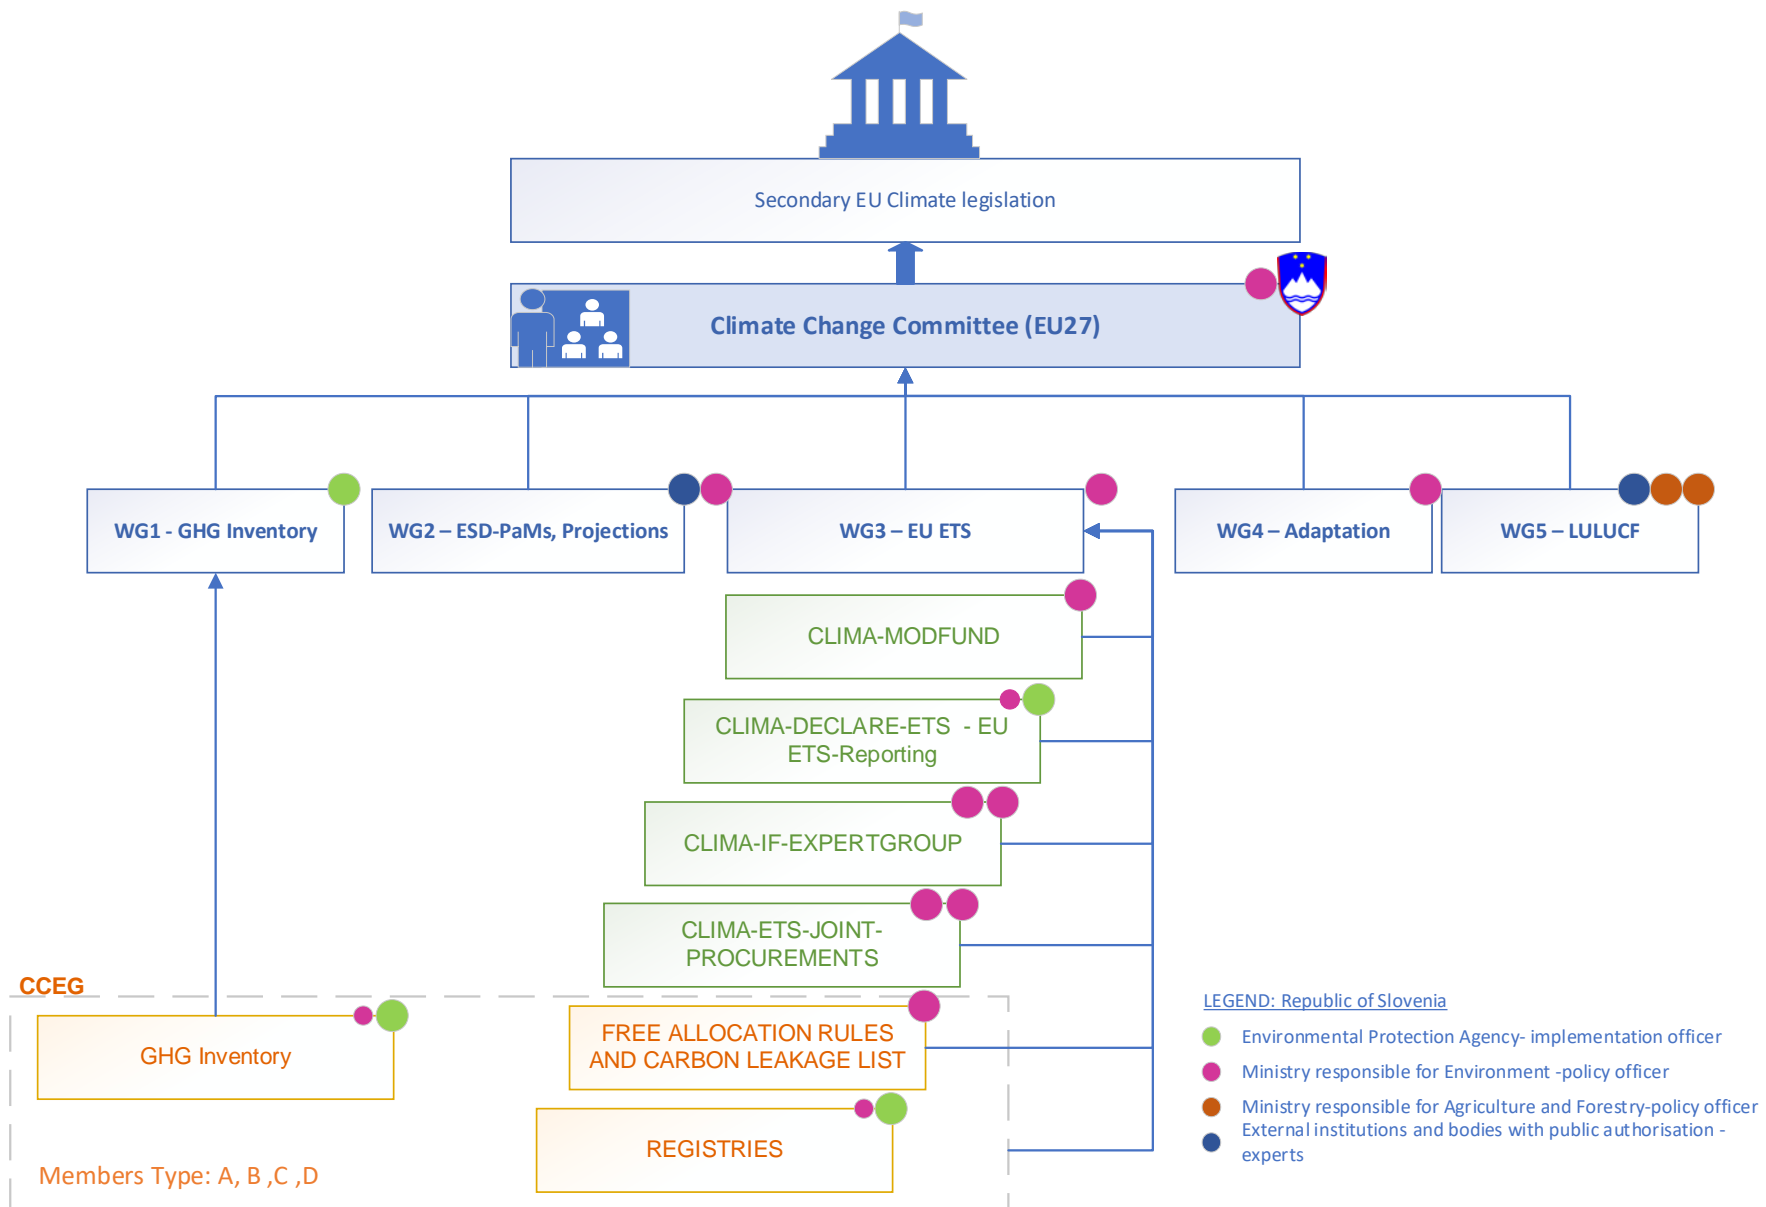 Secondary EU Climate legislation
Climate Change Committee (EU27)
WG1 - GHG Inventory
WG2 – ESD-PaMs, Projections
WG3 – EU ETS
WG4 – Adaptation
WG5 – LULUCF
CLIMA-MODFUND
CLIMA-DECLARE-ETS - EU
ETS-Reporting
CLIMA-IF-EXPERTGROUP
CLIMA-ETS-JOINT-
PROCUREMENTS
CCEG
GHG Inventory
FREE ALLOCATION RULES
AND CARBON LEAKAGE LIST
REGISTRIES
Members Type: A, B ,C ,D
LEGEND: Republic of Slovenia
Environmental Protection Agency- implementation officer
Ministry responsible for Environment -policy officer
Ministry responsible for Agriculture and Forestry-policy officer
External institutions and bodies with public authorisation -
experts